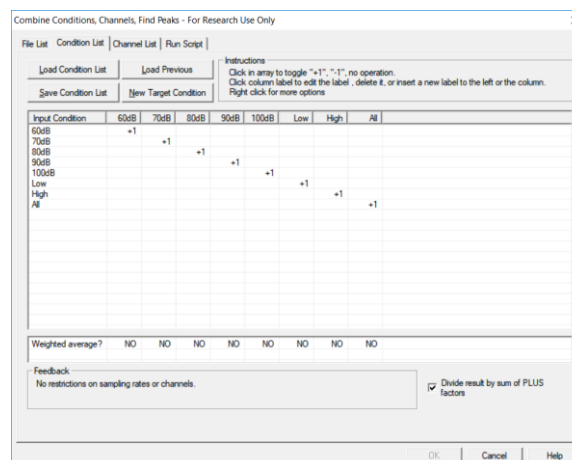 Combine Conditions, Channels, Find Peaks - For Research Use Only
File List Condition List Channel List Run Script
Load Condition List Load Previous
Save Condition List New Target Condition
Instructions
Click in array to toggle "+1", "-1", no operation.
Click column label to edit the label , delete it, or insert a new label to the left or the column.
Right click for more options
Input Condition 60dB 70dB 80dB 90dB 100dB Low High All
60dB +1
70dB +1
80dB +1
90dB +1
100dB +1
Low +1
High +1
All +1
Weighted average? NO NO NO NO NO NO NO NO
Feedback
No restrictions on sampling rates or channels.
Divide result by sum of PLUS
factors
OK Cancel Help